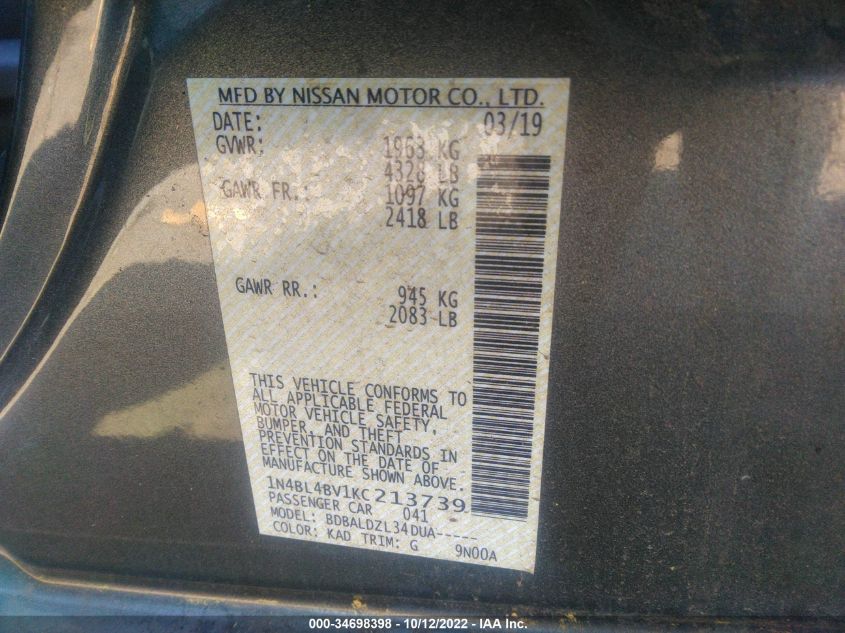 MFD BY NISSAN MOTOR CO., LTD.
DATE: 03/19
GVWR: 1963 KG
4328 LB
GAWR FR.: 1097 KG
2418 LB
GAWR RR.: 945 KG
2083 LB
THIS VEHICLE CONFORMS TO
ALL APPLICABLE FEDERAL
MOTOR VEHICLE SAFETY,
BUMPER, AND THEFT
PREVENTION STANDARDS IN
EFFECT ON THE DATE OF
MANUFACTURE SHOWN ABOVE.
1N4BL4BV1KC213739
PASSENGER CAR 041
MODEL: BDBALDZL34DUA-----
COLOR: KAD TRIM: G 9N00A
000-34698398 - 10/12/2022 - IAA Inc.